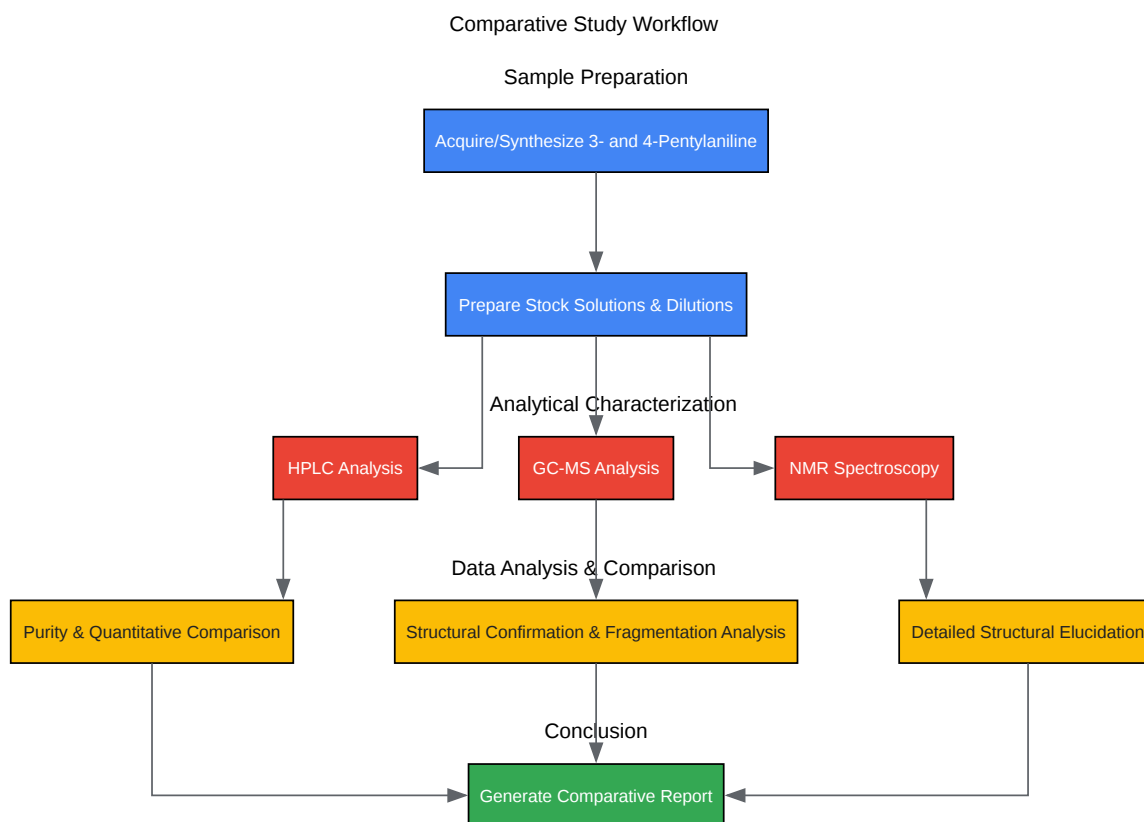 Comparative Study Workflow
Sample Preparation
Acquire/Synthesize 3- and 4-Pentylaniline
Prepare Stock Solutions & Dilutions
Analytical Characterization
HPLC Analysis
GC-MS Analysis
NMR Spectroscopy
Data Analysis & Comparison
Purity & Quantitative Comparison
Structural Confirmation & Fragmentation Analysis
Detailed Structural Elucidation
Conclusion
Generate Comparative Report